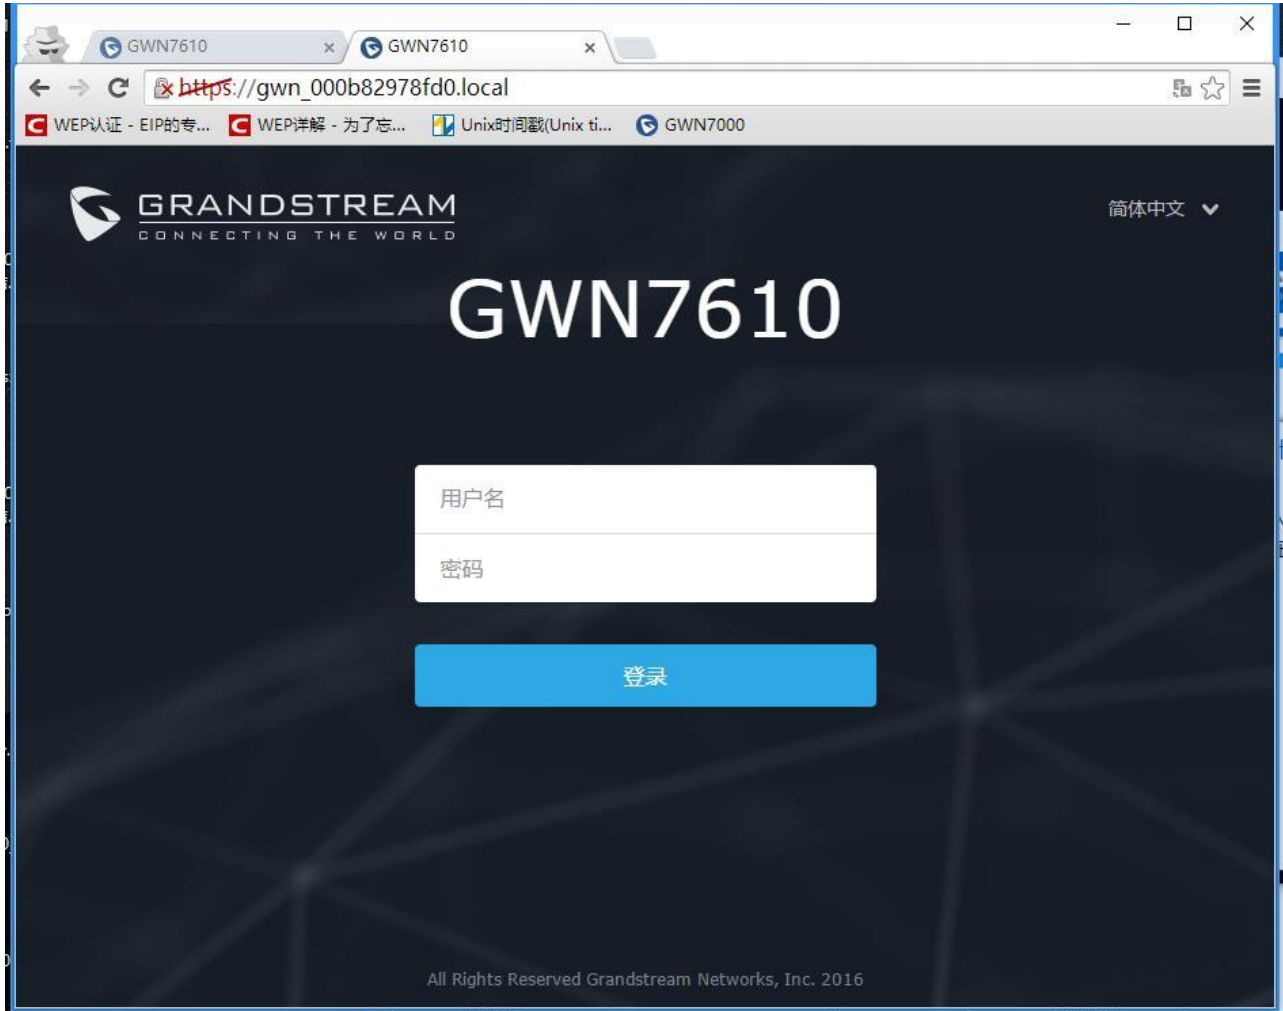 GWN7610
GWN7610
https://gwn_000b82978fd0.local
WEP认证 - EIP的专... WEP详解 - 为了忘... Unix时间戳(Unix ti... GWN7000
GRANDSTREAM
CONNECTING THE WORLD
简体中文
GWN7610
用户名
密码
登录
All Rights Reserved Grandstream Networks, Inc. 2016